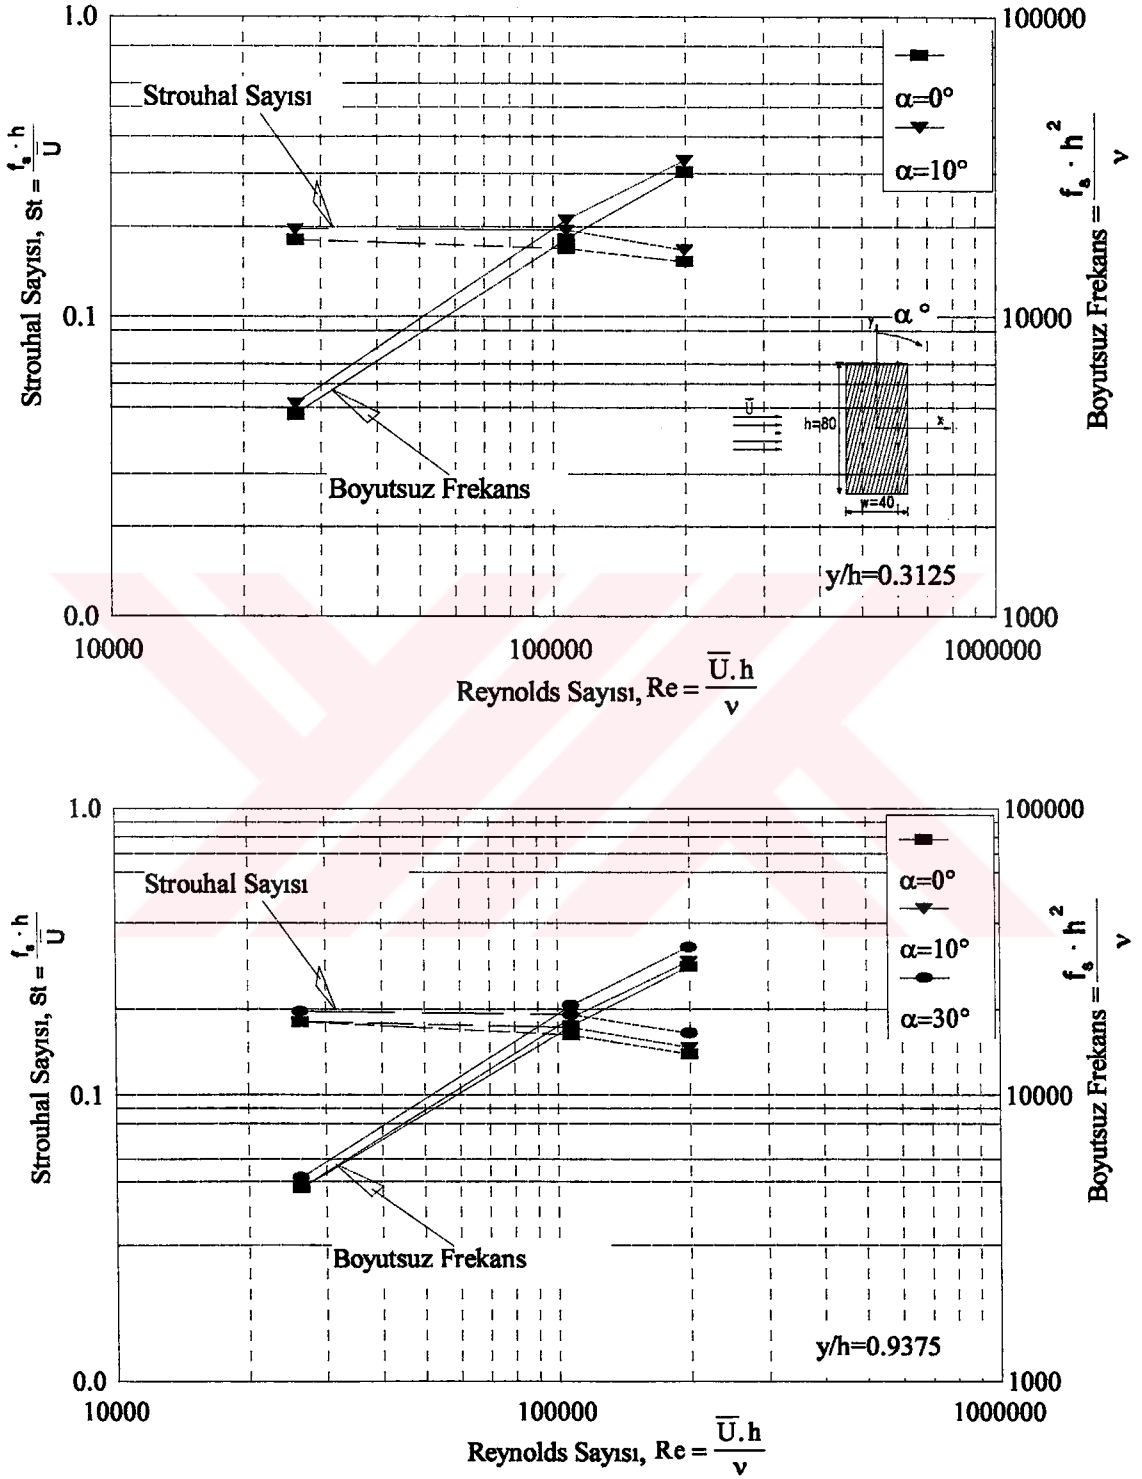 1.0
100000
Strouhal Sayısı
α=0°
α=10°
Strouhal Sayısı, St = f_s · h / U̅
Boyutsuz Frekans = f_s · h² / ν
0.1
10000
y
α °
U̅
h=80
x
w=40
Boyutsuz Frekans
y/h=0.3125
0.0
1000
10000
100000
1000000
Reynolds Sayısı, Re = U̅.h / ν
1.0
100000
Strouhal Sayısı
α=0°
α=10°
α=30°
Strouhal Sayısı, St = f_s · h / U̅
Boyutsuz Frekans = f_s · h² / ν
0.1
10000
Boyutsuz Frekans
y/h=0.9375
0.0
1000
10000
100000
1000000
Reynolds Sayısı, Re = U̅.h / ν